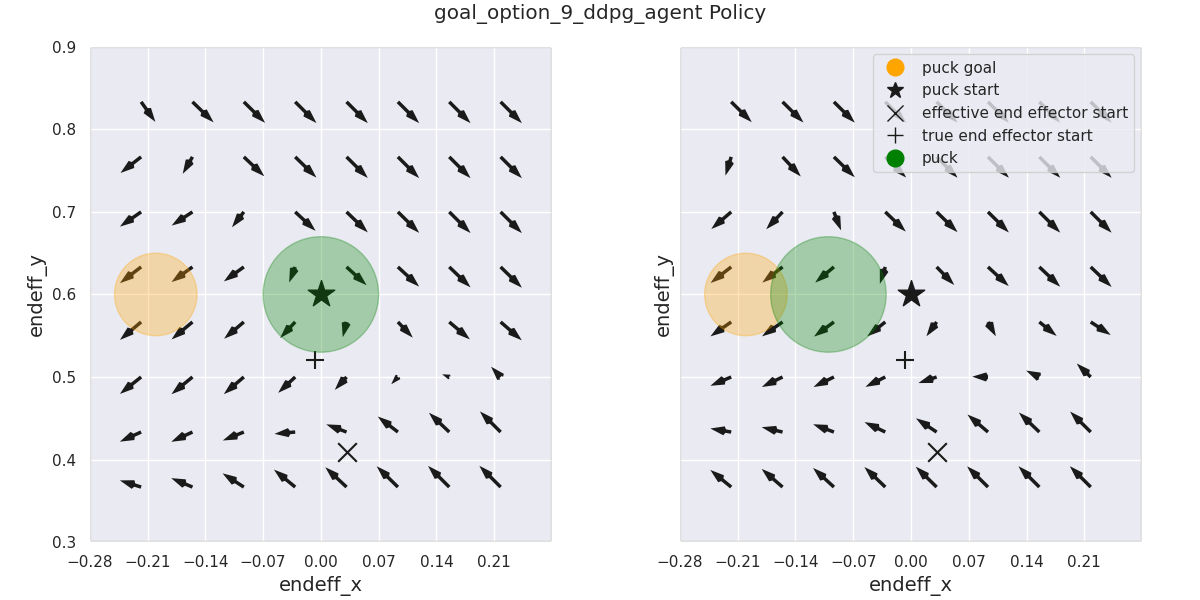 goal_option_9_ddpg_agent Policy
0.9
0.8
0.7
0.6
0.5
0.4
0.3
endeff_y
−0.28 −0.21 −0.14 −0.07 0.00 0.07 0.14 0.21
endeff_x
puck goal
puck start
effective end effector start
true end effector start
puck
endeff_y
−0.28 −0.21 −0.14 −0.07 0.00 0.07 0.14 0.21
endeff_x